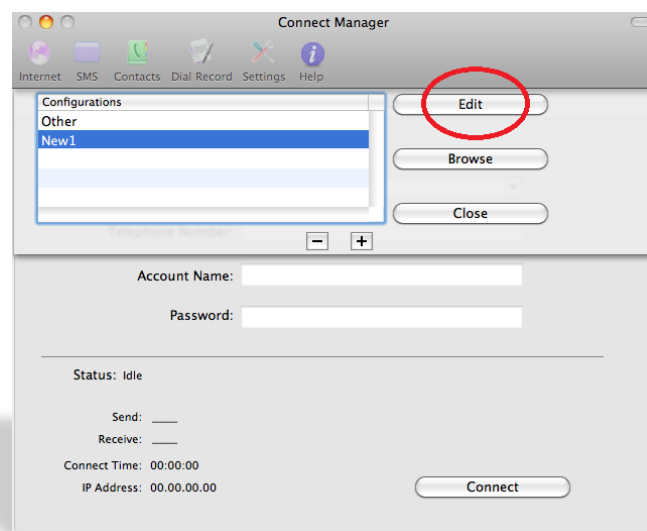 Connect Manager
Internet SMS Contacts Dial Record Settings Help
Configurations
Edit
Other
New1
Browse
Close
Telephone Number:
− +
Account Name:
Password:
Status: Idle
Send: ____
Receive: ____
Connect Time: 00:00:00
IP Address: 00.00.00.00
Connect